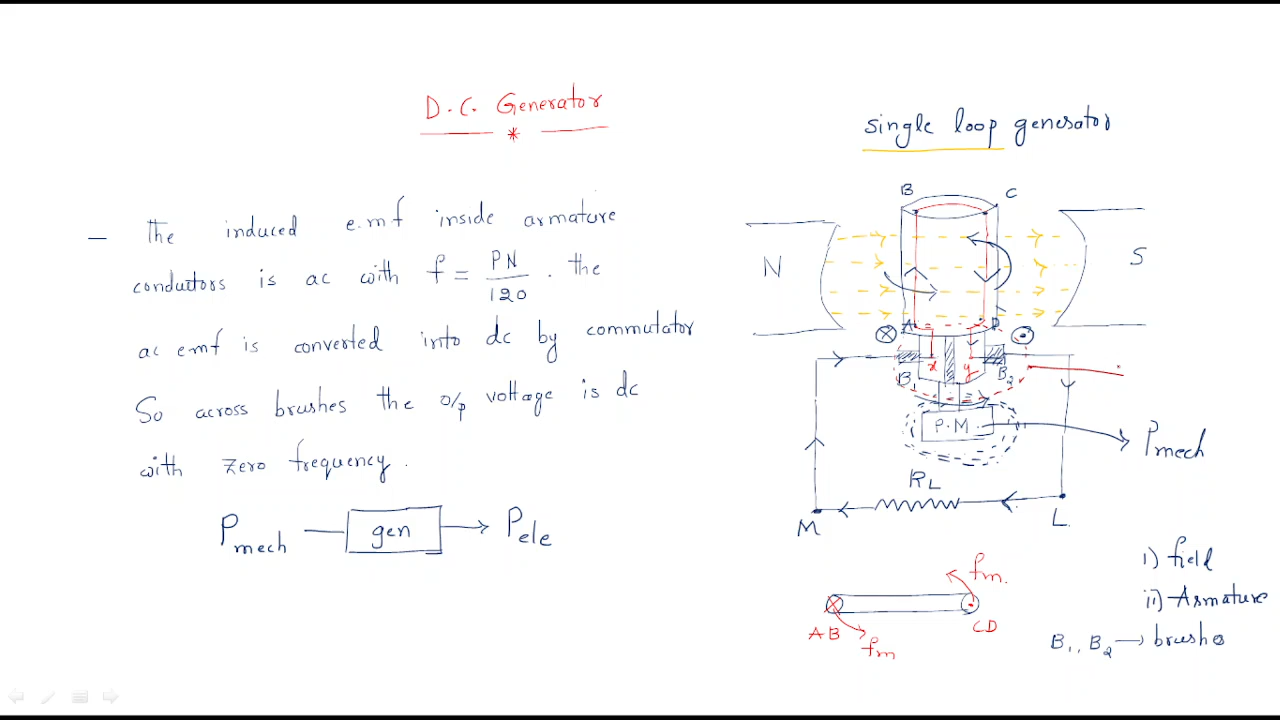 D.C. Generator
*
single loop generator
– The induced e.m f inside armature
conductors is ac with f = PN/120 . the
ac emf is converted into dc by commutator
So across brushes the o/p voltage is dc
with zero frequency.
Pmech — gen → Pele
B C
N S
A D
x y
B1 B2
P.M
Pmech
RL
M L
fm.
AB CD
fm
i) field
ii) Armature
B1, B2 → brushe